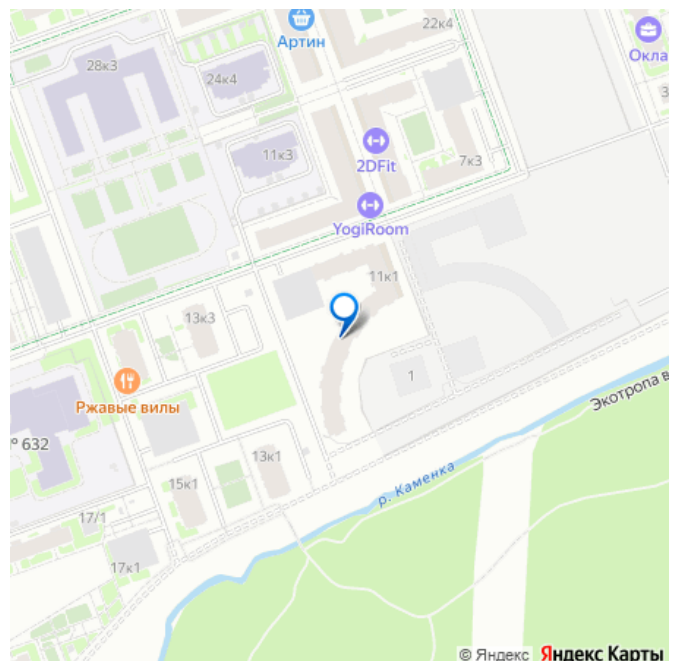 22к4
Артин
Окла
28к3
24к4
3
11к3
2DFit
7к3
YogiRoom
11к1
13к3
1
Ржавые вилы
Экотропа в
№ 632
13к1
р. Каменка
15к1
17/1
17к1
© Яндекс Яндекс Карты